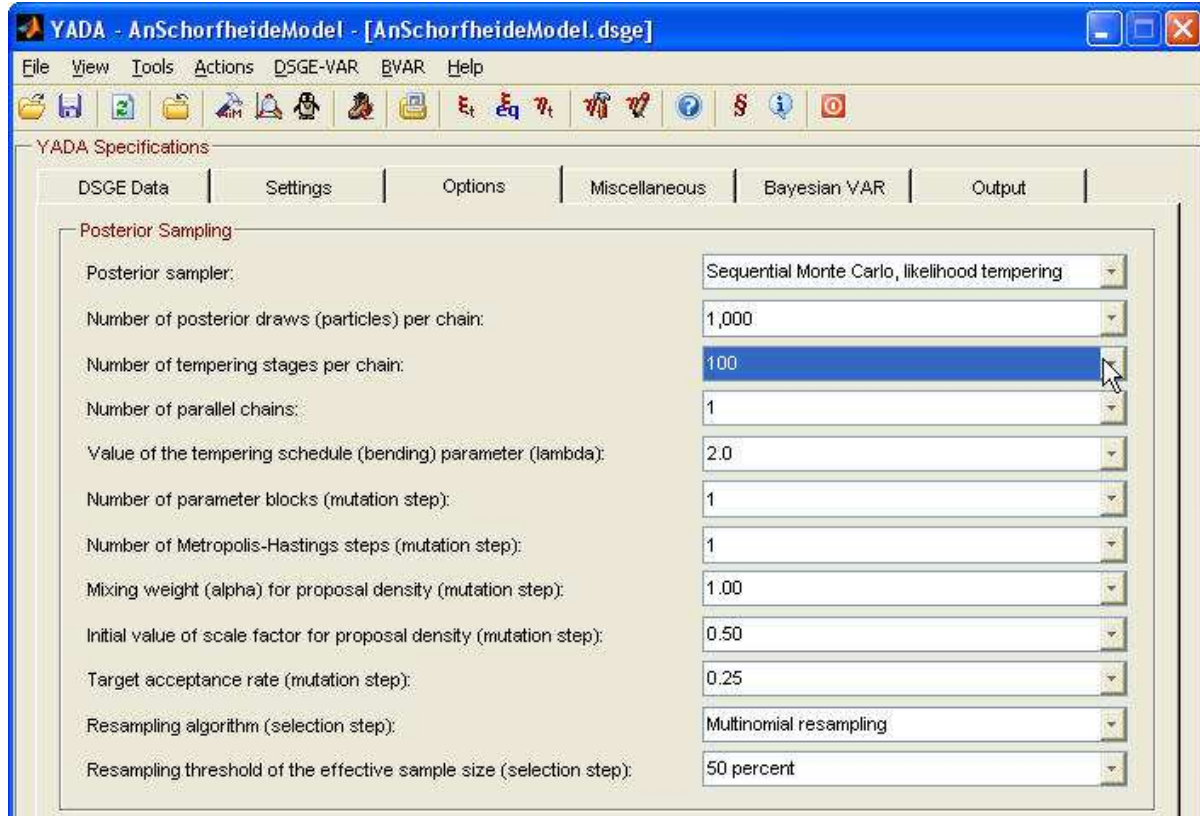 YADA - AnSchorfheideModel - [AnSchorfheideModel.dsge]
File View Tools Actions DSGE-VAR BVAR Help
YADA Specifications
DSGE Data Settings Options Miscellaneous Bayesian VAR Output
Posterior Sampling
Posterior sampler: Sequential Monte Carlo, likelihood tempering
Number of posterior draws (particles) per chain: 1,000
Number of tempering stages per chain: 100
Number of parallel chains: 1
Value of the tempering schedule (bending) parameter (lambda): 2.0
Number of parameter blocks (mutation step): 1
Number of Metropolis-Hastings steps (mutation step): 1
Mixing weight (alpha) for proposal density (mutation step): 1.00
Initial value of scale factor for proposal density (mutation step): 0.50
Target acceptance rate (mutation step): 0.25
Resampling algorithm (selection step): Multinomial resampling
Resampling threshold of the effective sample size (selection step): 50 percent